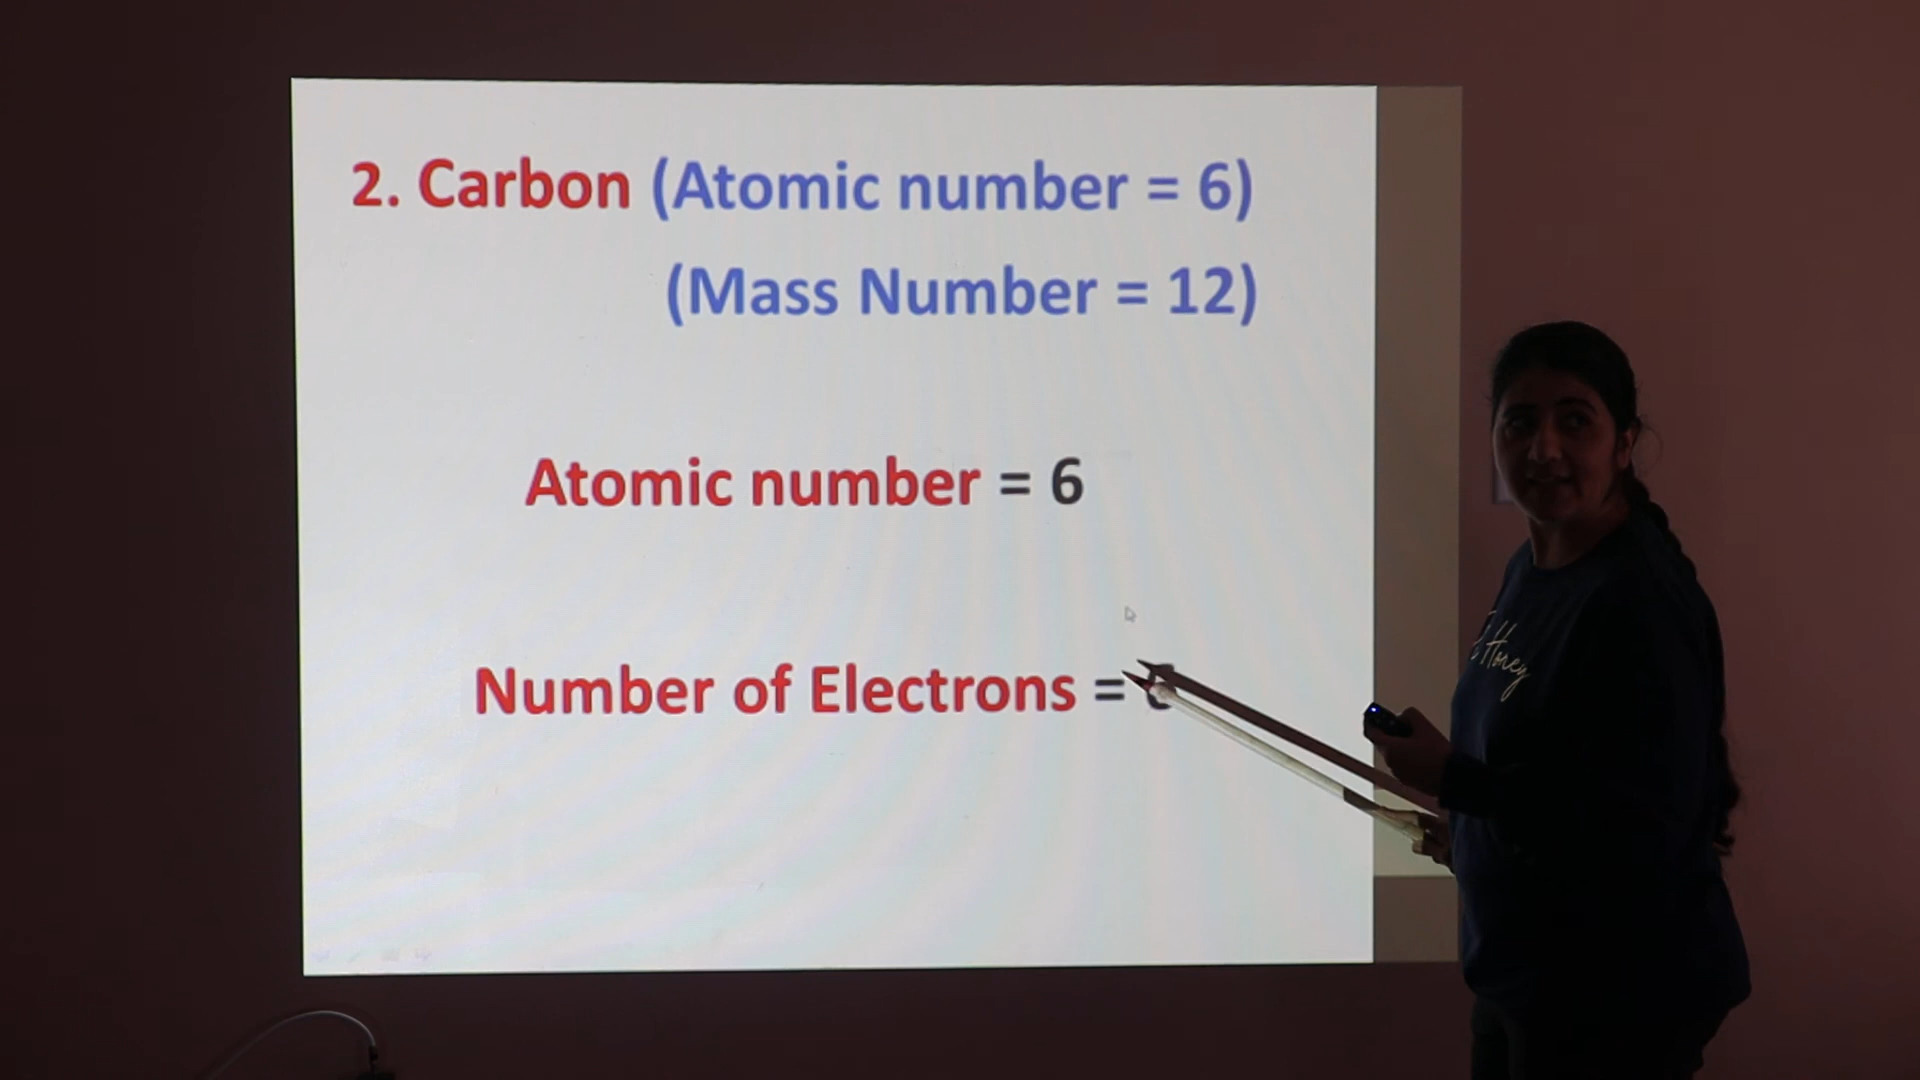 2. Carbon (Atomic number = 6)
(Mass Number = 12)
Atomic number = 6
Number of Electrons =
Honey